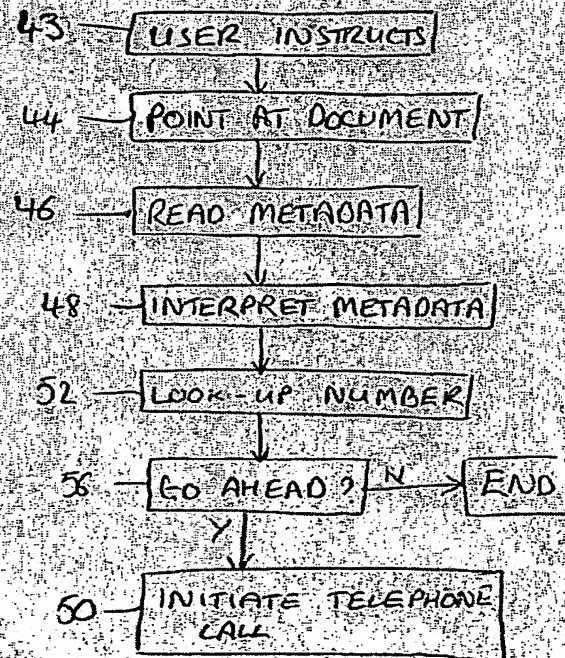 43 USER INSTRUCTS
44 POINT AT DOCUMENT
46 READ METADATA
48 INTERPRET METADATA
52 LOOK-UP NUMBER
56 GO AHEAD? N END
Y
50 INITIATE TELEPHONE
CALL